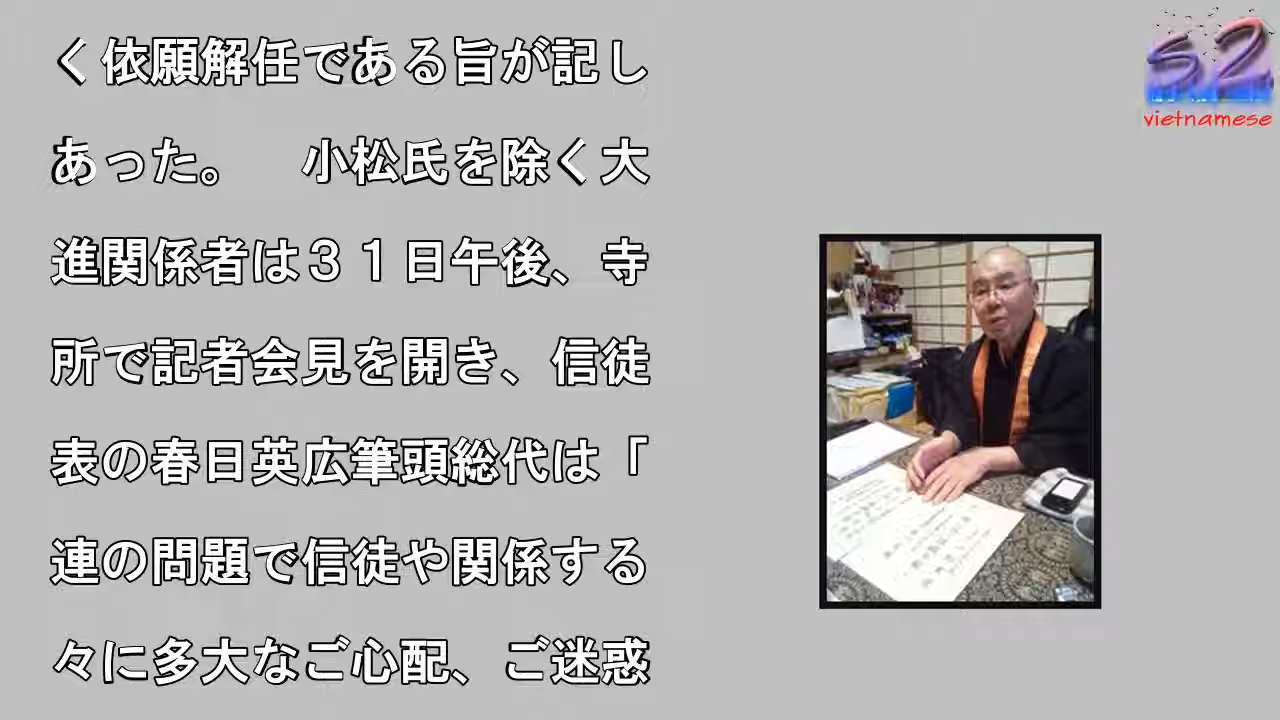 く依願解任である旨が記し
あった。　小松氏を除く大
進関係者は３１日午後、寺
所で記者会見を開き、信徒
表の春日英広筆頭総代は「
連の問題で信徒や関係する
々に多大なご心配、ご迷惑
s2
vietnamese